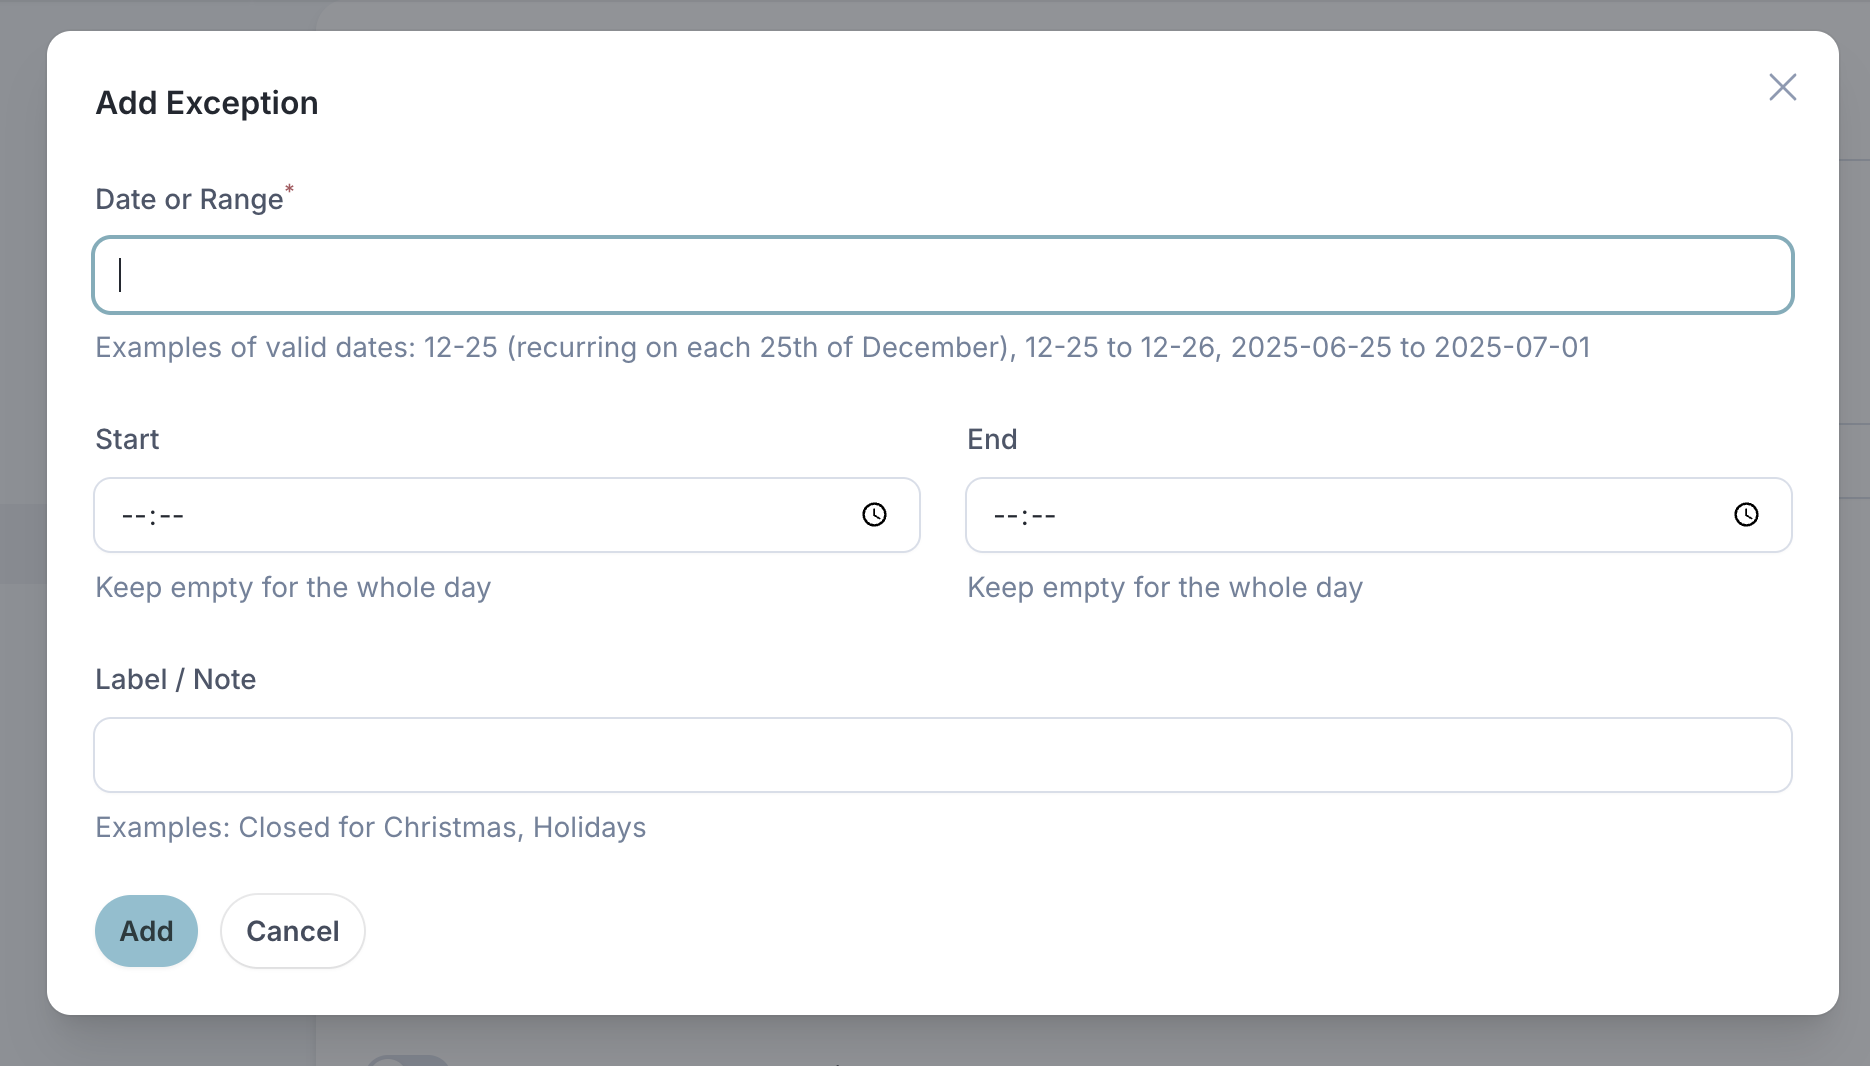 Add Exception
Date or Range*
Examples of valid dates: 12-25 (recurring on each 25th of December), 12-25 to 12-26, 2025-06-25 to 2025-07-01
Start
End
--:--
--:--
Keep empty for the whole day
Keep empty for the whole day
Label / Note
Examples: Closed for Christmas, Holidays
Add
Cancel